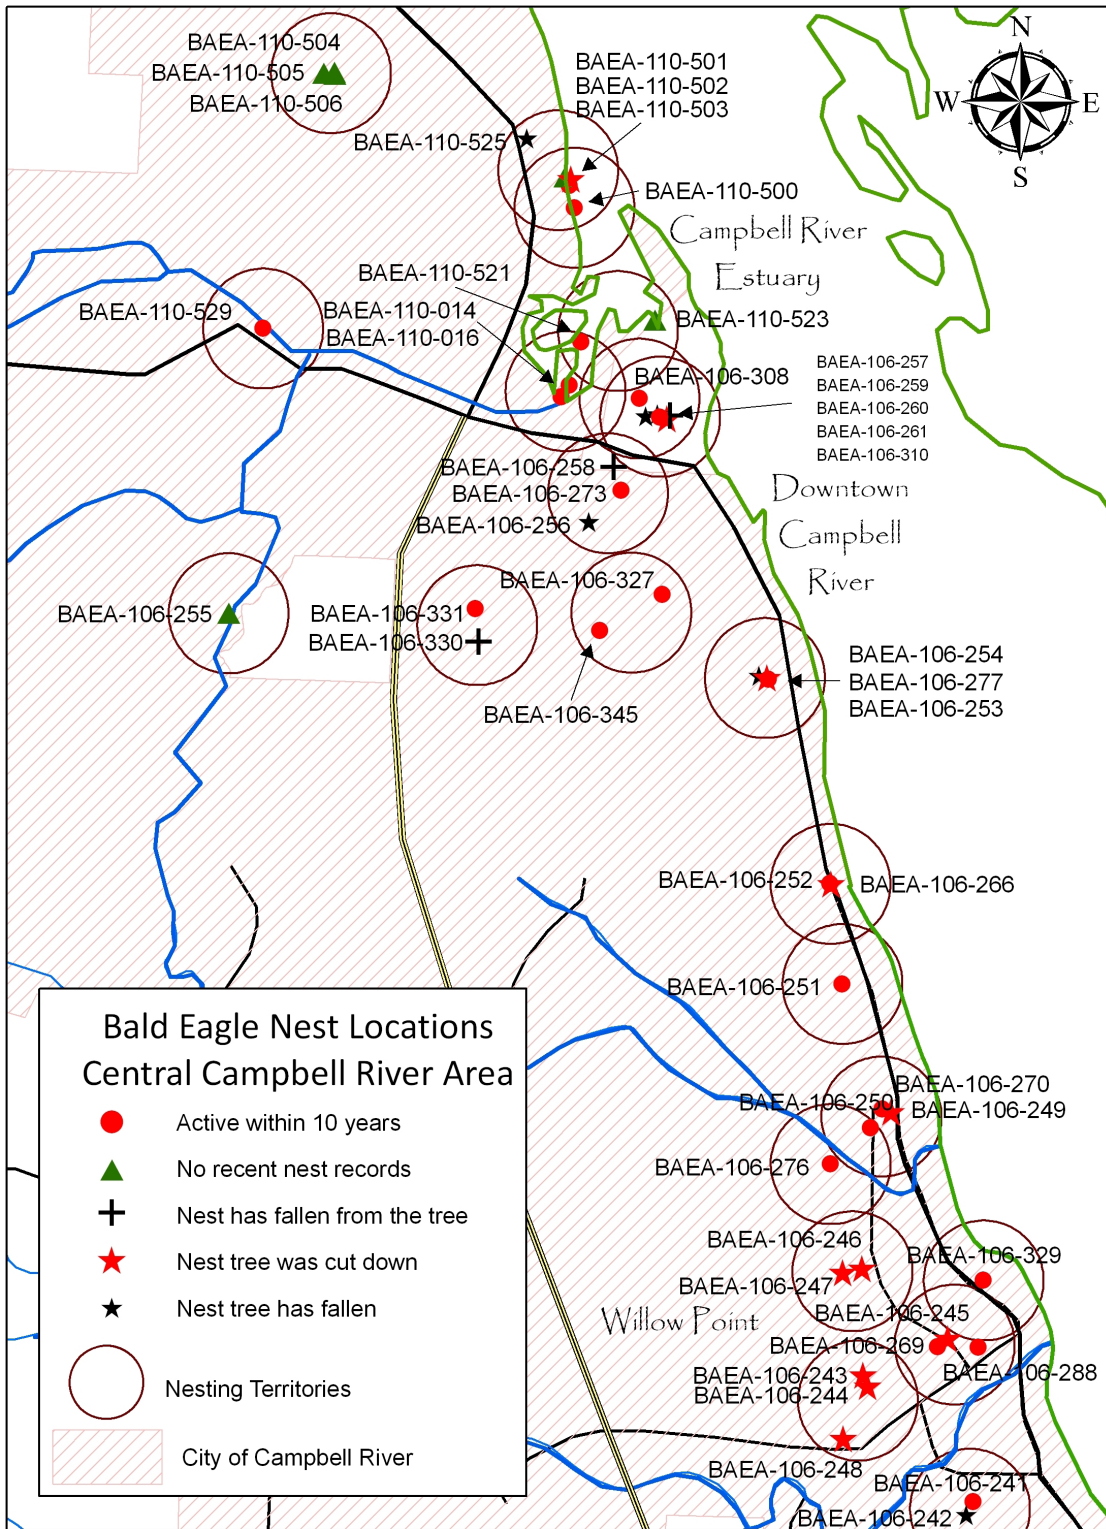 BAEA-110-504
BAEA-110-505
BAEA-110-506
BAEA-110-501
BAEA-110-502
BAEA-110-503
BAEA-110-525
BAEA-110-500
N
W
E
S
Campbell River
Estuary
BAEA-110-521
BAEA-110-529
BAEA-110-014
BAEA-110-016
BAEA-110-523
BAEA-106-308
BAEA-106-257
BAEA-106-259
BAEA-106-260
BAEA-106-261
BAEA-106-310
BAEA-106-258
BAEA-106-273
BAEA-106-256
Downtown
Campbell
River
BAEA-106-327
BAEA-106-255
BAEA-106-331
BAEA-106-330
BAEA-106-345
BAEA-106-254
BAEA-106-277
BAEA-106-253
BAEA-106-252
BAEA-106-266
BAEA-106-251
BAEA-106-270
BAEA-106-250
BAEA-106-249
BAEA-106-276
BAEA-106-246
BAEA-106-247
BAEA-106-329
Willow Point
BAEA-106-245
BAEA-106-269
BAEA-106-288
BAEA-106-243
BAEA-106-244
BAEA-106-248
BAEA-106-241
BAEA-106-242
Bald Eagle Nest Locations
Central Campbell River Area
Active within 10 years
No recent nest records
Nest has fallen from the tree
Nest tree was cut down
Nest tree has fallen
Nesting Territories
City of Campbell River